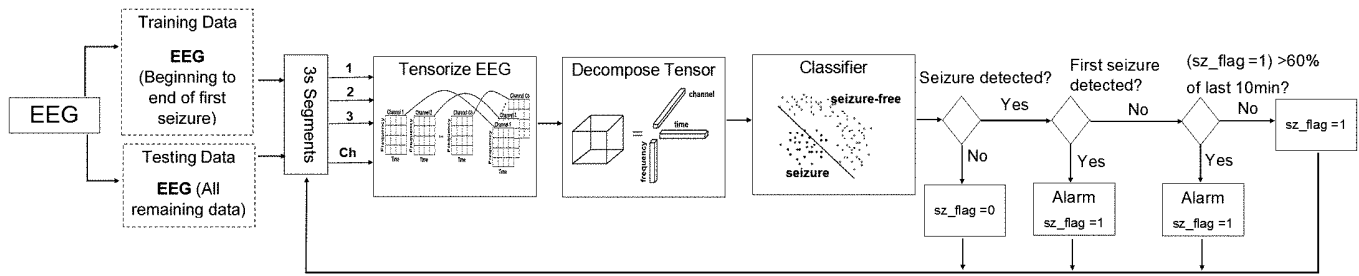 EEG
Training Data
EEG
(Beginning to
end of first
seizure)
Testing Data
EEG (All
remaining data)
3s Segments
1
2
3
Ch
Tensorize EEG
Channel 1
Time
Time
Decompose Tensor
=
channel
time
frequency
Classifier
seizure-free
seizure
Seizure detected?
Yes
No
sz_flag =0
First seizure
detected?
No
Yes
Alarm
sz_flag =1
(sz_flag =1) >60%
of last 10min?
No
Yes
Alarm
sz_flag =1
sz_flag =1